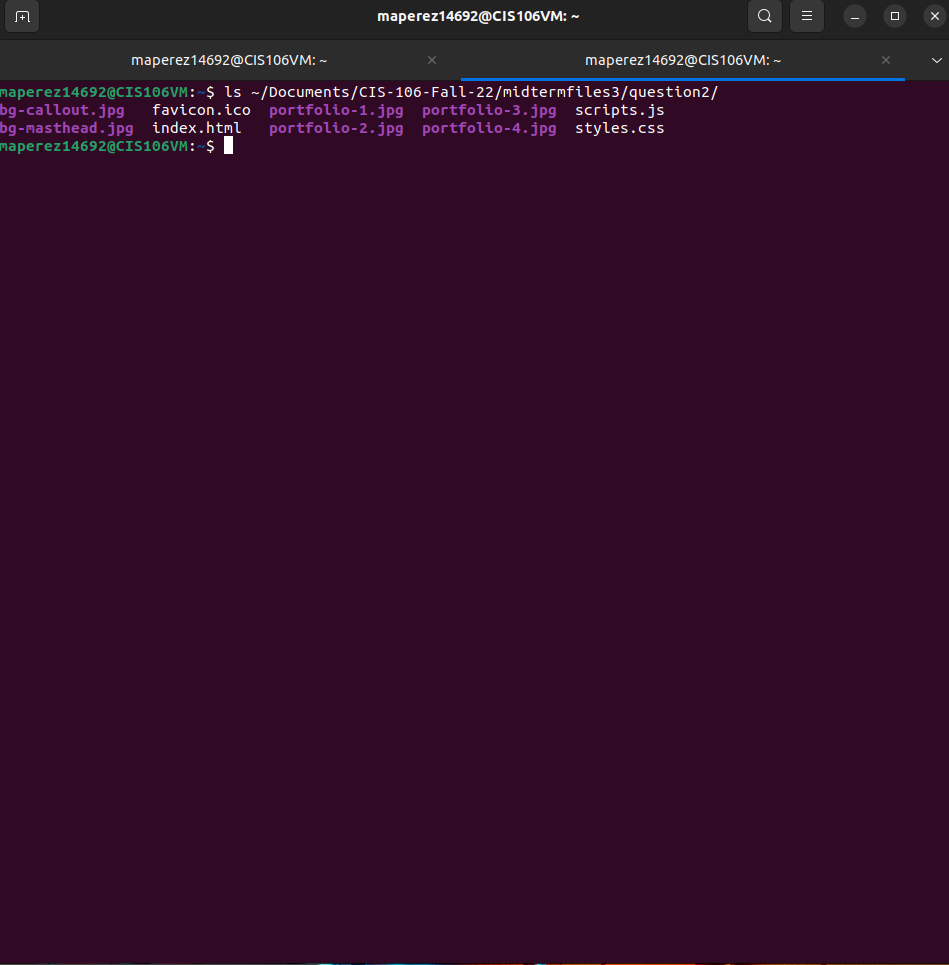 maperez14692@CIS106VM: ~
maperez14692@CIS106VM: ~ maperez14692@CIS106VM: ~
maperez14692@CIS106VM:~$ ls ~/Documents/CIS-106-Fall-22/midtermfiles3/question2/
bg-callout.jpg favicon.ico portfolio-1.jpg portfolio-3.jpg scripts.js
bg-masthead.jpg index.html portfolio-2.jpg portfolio-4.jpg styles.css
maperez14692@CIS106VM:~$